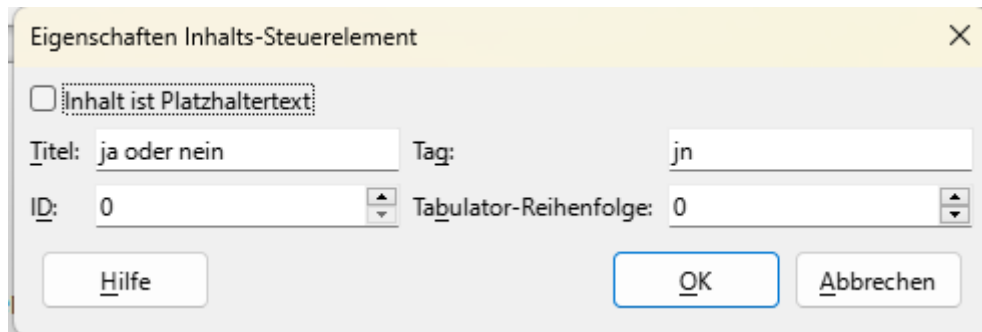 Eigenschaften Inhalts-Steuerelement
Inhalt ist Platzhaltertext
Titel: ja oder nein Tag: jn
ID: 0 Tabulator-Reihenfolge: 0
Hilfe OK Abbrechen